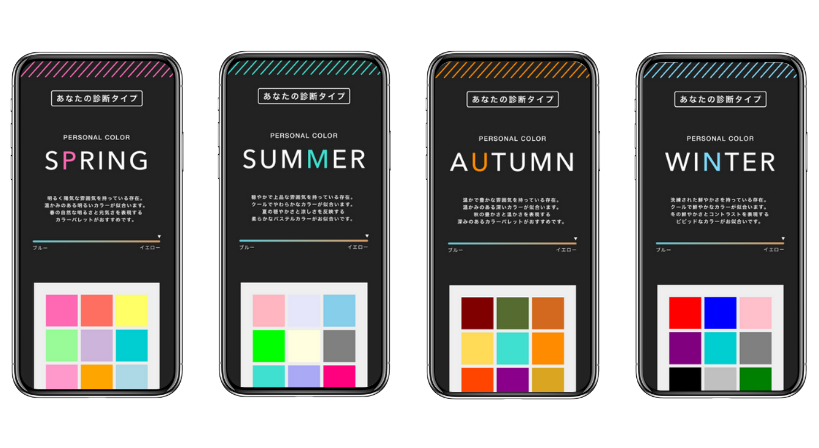 あなたの診断タイプ
PERSONAL COLOR
SPRING
明るく陽気な雰囲気を持っている存在。
温かみのある明るいカラーが似合います。
春の自然な明るさと元気さを表現する
カラーパレットがおすすめです。
ブルー イエロー
あなたの診断タイプ
PERSONAL COLOR
SUMMER
穏やかで上品な雰囲気を持っている存在。
クールでやわらかなカラーが似合います。
夏の穏やかさと涼しさを反映する
柔らかなパステルカラーがお似合いです。
ブルー イエロー
あなたの診断タイプ
PERSONAL COLOR
AUTUMN
温かで豊かな雰囲気を持っている存在。
温かみのある深いカラーが似合います。
秋の豊かさと温かさを表現する
深みのあるカラーパレットがおすすめです。
ブルー イエロー
あなたの診断タイプ
PERSONAL COLOR
WINTER
洗練された鮮やかさを持っている存在。
クールで鮮やかなカラーが似合います。
冬の鮮やかさとコントラストを表現する
ビビッドなカラーがお似合いです。
ブルー イエロー